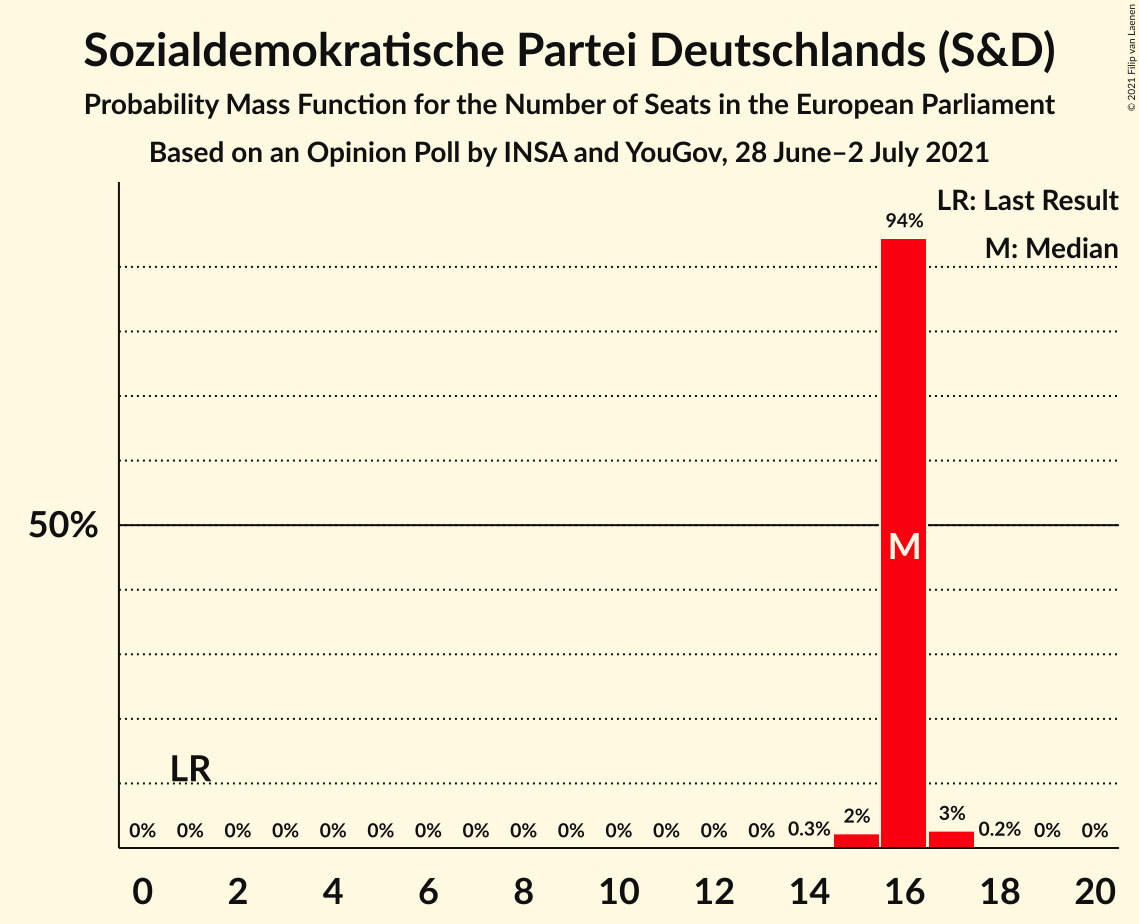 Sozialdemokratische Partei Deutschlands (S&D)
Probability Mass Function for the Number of Seats in the European Parliament
Based on an Opinion Poll by INSA and YouGov, 28 June–2 July 2021
© 2021 Filip van Laenen
LR: Last Result
M: Median
94%
50%
M
LR
0% 0% 0% 0% 0% 0% 0% 0% 0% 0% 0% 0% 0% 0% 0.3% 2% 3% 0.2% 0% 0%
0 2 4 6 8 10 12 14 16 18 20